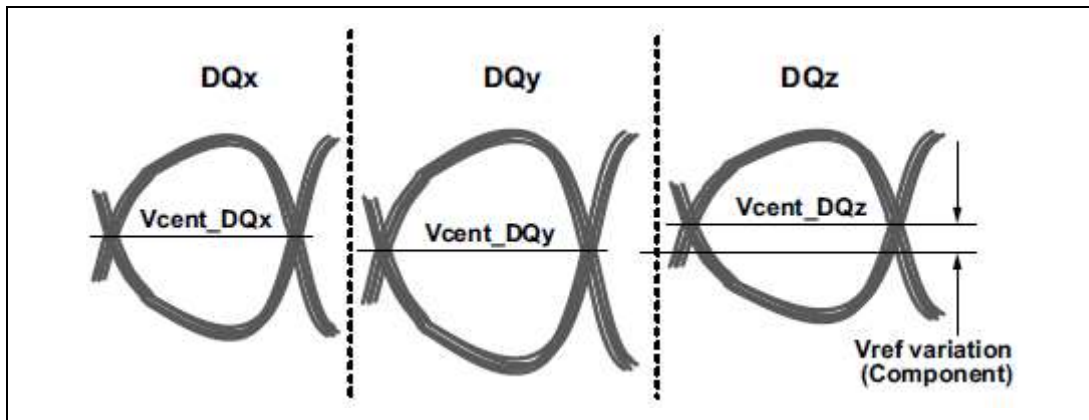 DQx
DQy
DQz
Vcent_DQx
Vcent_DQy
Vcent_DQz
Vref variation
(Component)